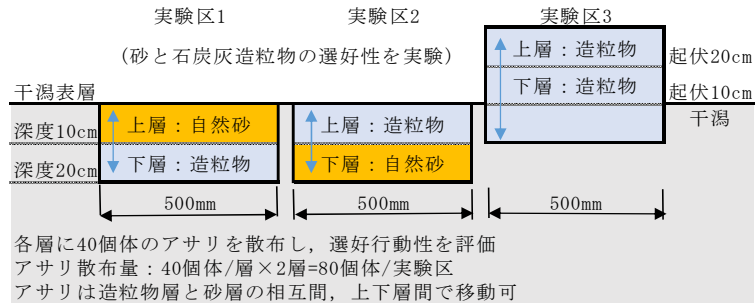 実験区1 実験区2 実験区3
(砂と石炭灰造粒物の選好性を実験)
上層：造粒物
起伏20cm
下層：造粒物
起伏10cm
干潟表層
干潟
深度10cm
上層：自然砂
上層：造粒物
深度20cm
下層：造粒物
下層：自然砂
500mm 500mm 500mm
各層に40個体のアサリを散布し，選好行動性を評価
アサリ散布量：40個体/層×2層=80個体/実験区
アサリは造粒物層と砂層の相互間，上下層間で移動可